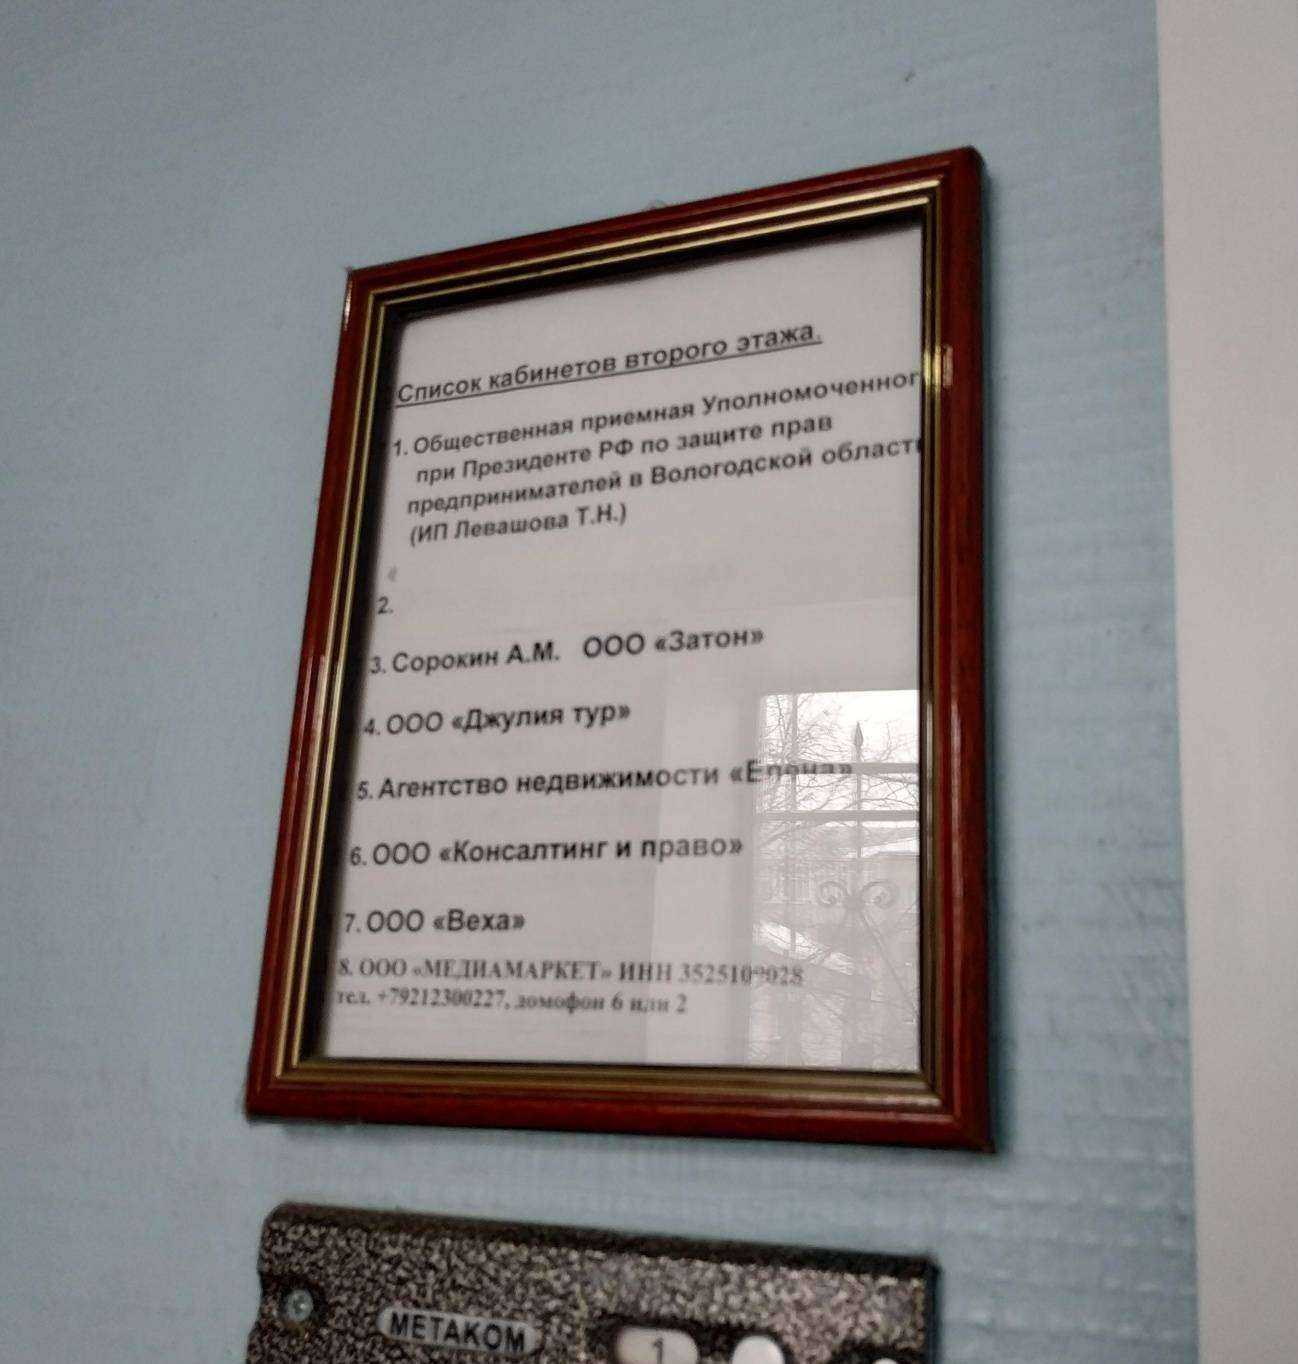 Список кабинетов второго этажа.
1. Общественная приемная Уполномоченног
при Президенте РФ по защите прав
предпринимателей в Вологодской област
(ИП Левашова Т.Н.)
2.
3. Сорокин А.М. ООО «Затон»
4. ООО «Джулия тур»
5. Агентство недвижимости «Елена»
6. ООО «Консалтинг и право»
7. ООО «Веха»
8. ООО «МЕДИАМАРКЕТ» ИНН 3525109028
тел. +79212300227, домофон 6 или 2
МЕТАКОМ
1